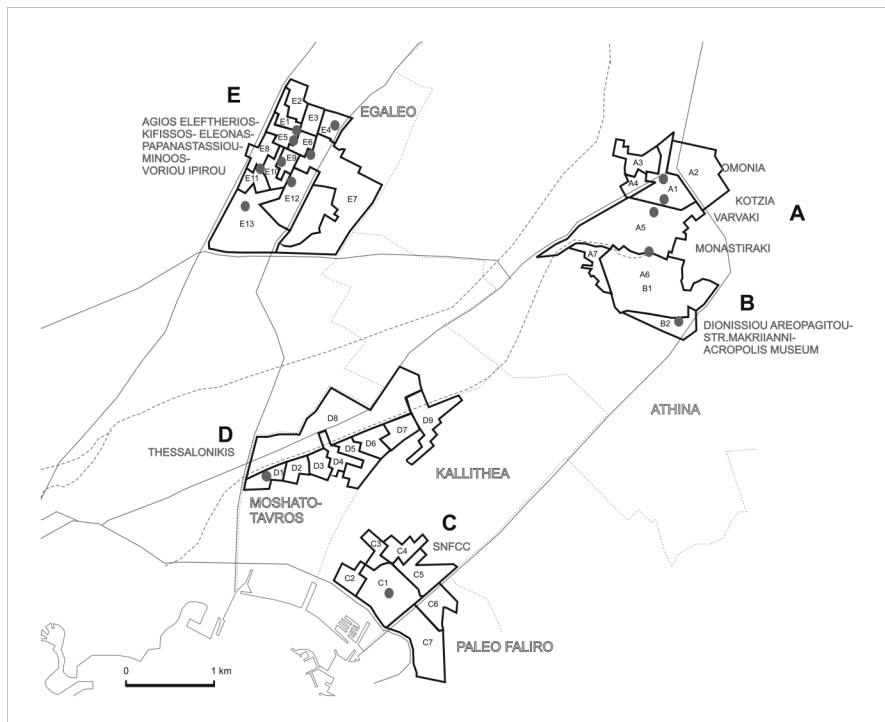 E
AGIOS ELEFTHERIOS-
KIFISSOS- ELEONAS-
PAPANASTASSIOU-
MINOOS-
VORIOU IPIROU
EGALEO
E2
E1
E3
E4
E5
E6
E8
E9
E10
E11
E12
E7
E13
A3
A2
OMONIA
A4
A1
KOTZIA
VARVAKI
A
A5
MONASTIRAKI
A7
A6
B1
B
B2
DIONISSIOU AREOPAGITOU-
STR.MAKRIIANNI-
ACROPOLIS MUSEUM
ATHINA
D
THESSALONIKIS
D8
D9
D7
D6
D5
D4
D3
D2
D1
KALLITHEA
MOSHATO-
TAVROS
C
SNFCC
C3
C4
C2
C1
C5
C6
C7
PALEO FALIRO
0
1 km